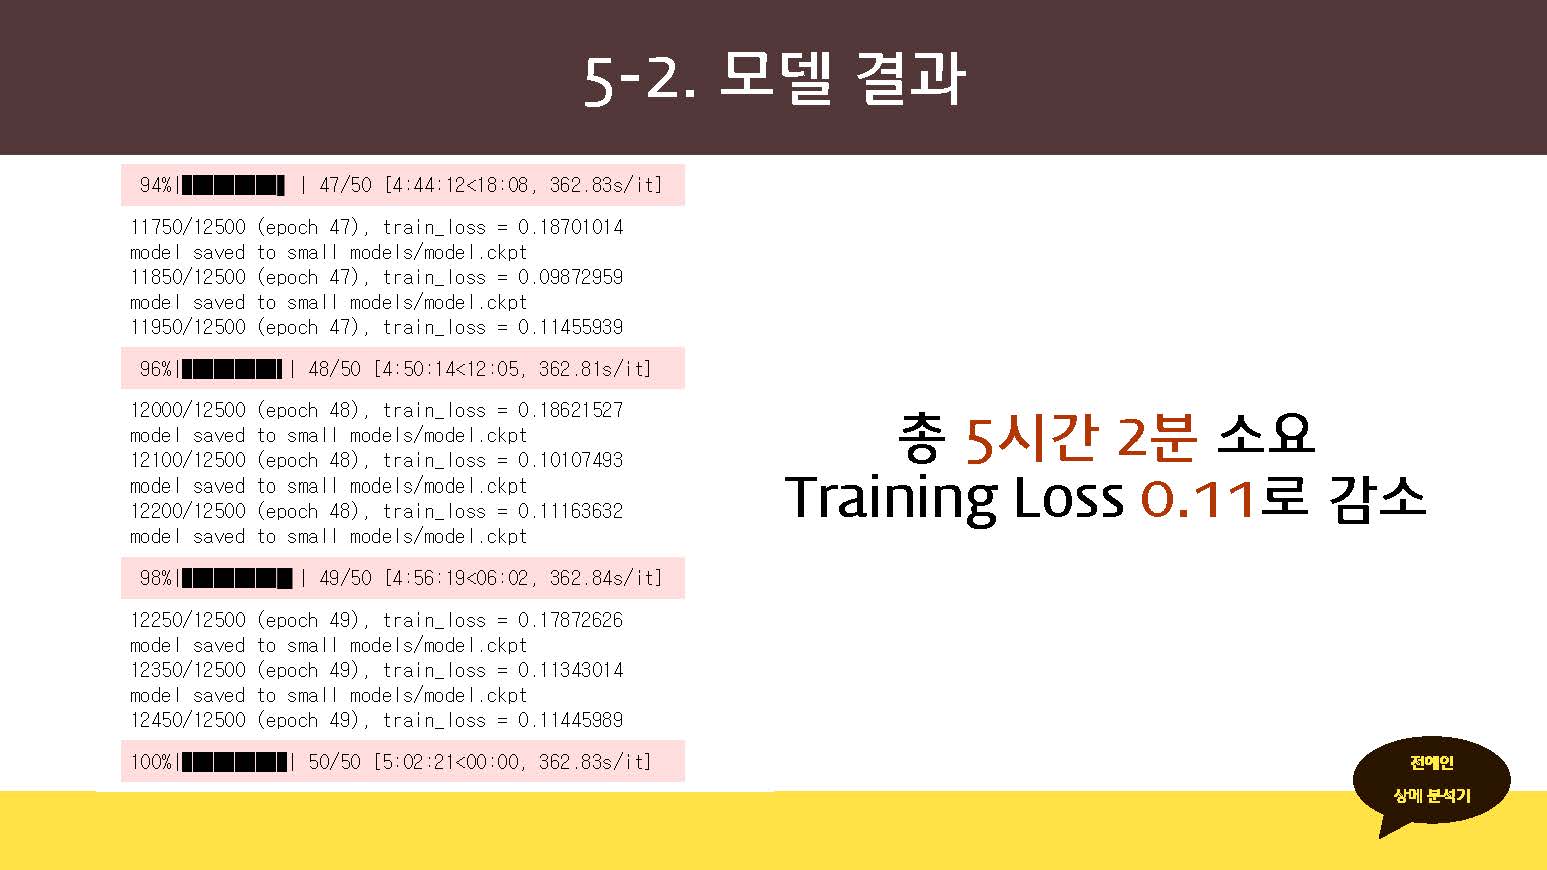 5-2. 모델 결과
94%|█████████▍| 47/50 [4:44:12<18:08, 362.83s/it]
11750/12500 (epoch 47), train_loss = 0.18701014
model saved to small models/model.ckpt
11850/12500 (epoch 47), train_loss = 0.09872959
model saved to small models/model.ckpt
11950/12500 (epoch 47), train_loss = 0.11455939
96%|█████████▌| 48/50 [4:50:14<12:05, 362.81s/it]
12000/12500 (epoch 48), train_loss = 0.18621527
model saved to small models/model.ckpt
12100/12500 (epoch 48), train_loss = 0.10107493
model saved to small models/model.ckpt
12200/12500 (epoch 48), train_loss = 0.11163632
model saved to small models/model.ckpt
98%|█████████▊| 49/50 [4:56:19<06:02, 362.84s/it]
12250/12500 (epoch 49), train_loss = 0.17872626
model saved to small models/model.ckpt
12350/12500 (epoch 49), train_loss = 0.11343014
model saved to small models/model.ckpt
12450/12500 (epoch 49), train_loss = 0.11445989
100%|██████████| 50/50 [5:02:21<00:00, 362.83s/it]
총 5시간 2분 소요
Training Loss 0.11로 감소
전애인
상메 분석기